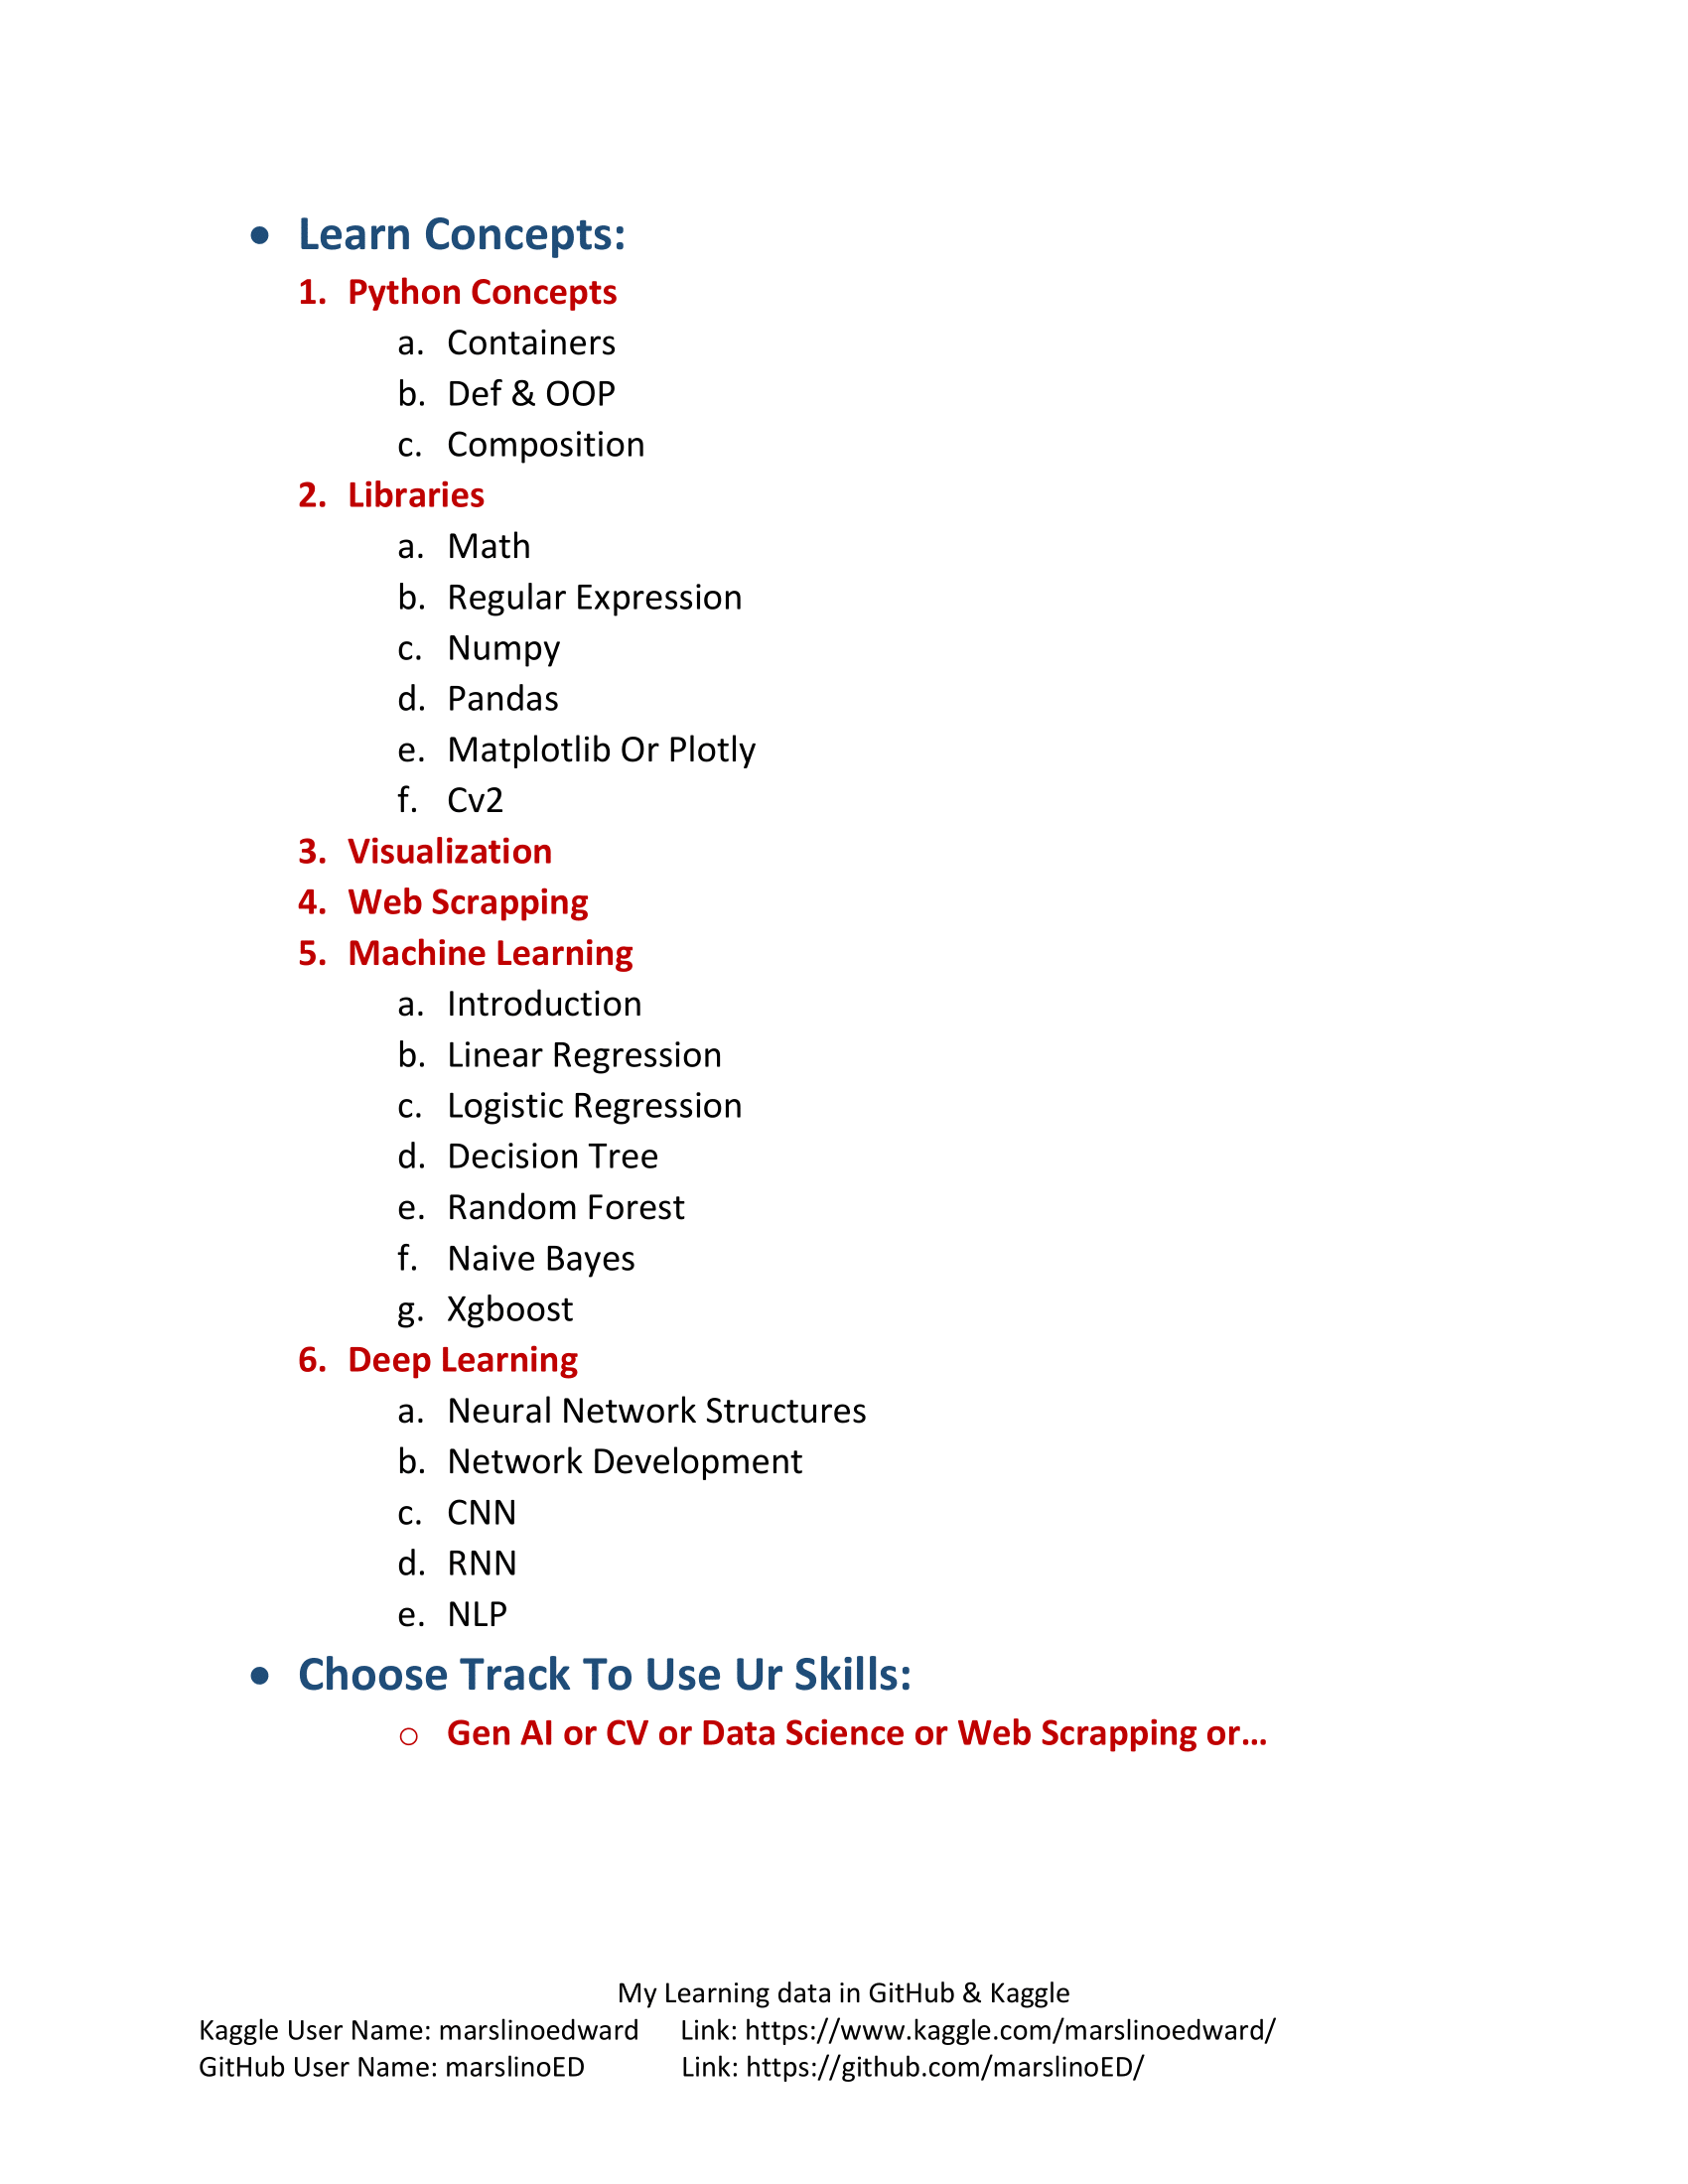 • Learn Concepts:
1. Python Concepts
a. Containers
b. Def & OOP
c. Composition
2. Libraries
a. Math
b. Regular Expression
c. Numpy
d. Pandas
e. Matplotlib Or Plotly
f. Cv2
3. Visualization
4. Web Scrapping
5. Machine Learning
a. Introduction
b. Linear Regression
c. Logistic Regression
d. Decision Tree
e. Random Forest
f. Naive Bayes
g. Xgboost
6. Deep Learning
a. Neural Network Structures
b. Network Development
c. CNN
d. RNN
e. NLP
• Choose Track To Use Ur Skills:
o Gen AI or CV or Data Science or Web Scrapping or...
My Learning data in GitHub & Kaggle
Kaggle User Name: marslinoedward Link: https://www.kaggle.com/marslinoedward/
GitHub User Name: marslinoED Link: https://github.com/marslinoED/